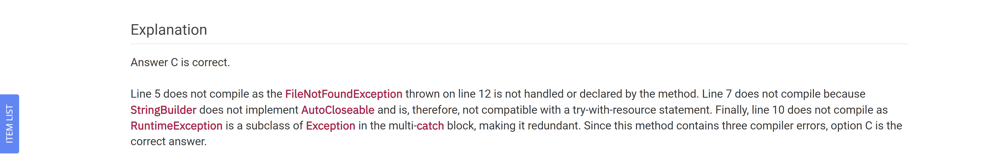 Explanation
Answer C is correct.
Line 5 does not compile as the FileNotFoundException thrown on line 12 is not handled or declared by the method. Line 7 does not compile because
StringBuilder does not implement AutoCloseable and is, therefore, not compatible with a try-with-resource statement. Finally, line 10 does not compile as
RuntimeException is a subclass of Exception in the multi-catch block, making it redundant. Since this method contains three compiler errors, option C is the
correct answer.
ITEM LIST